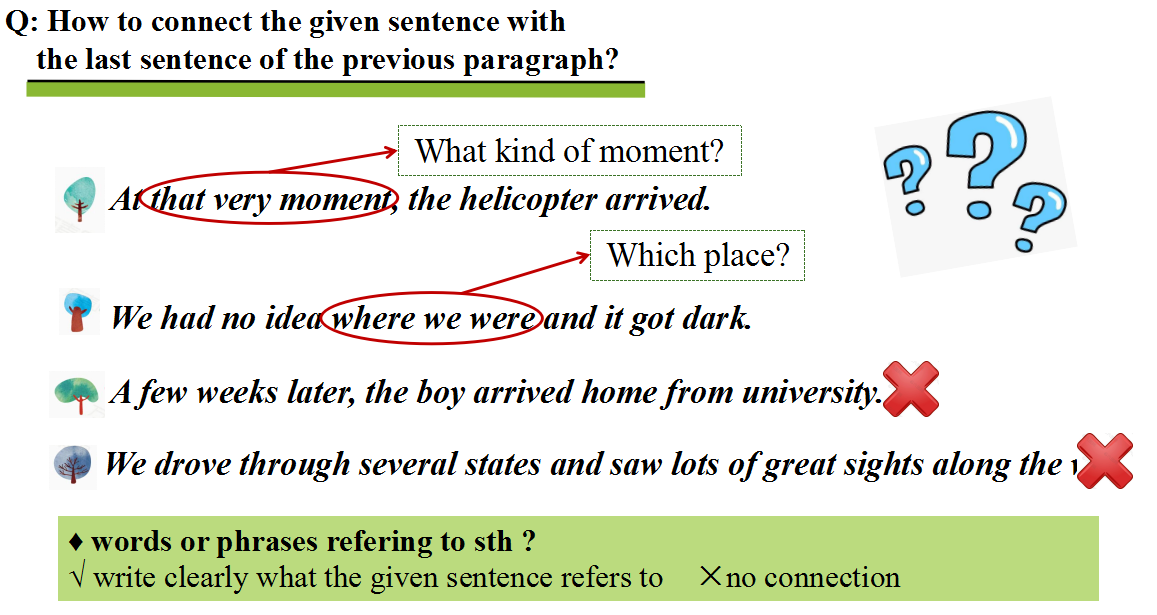 Q: How to connect the given sentence with
the last sentence of the previous paragraph?
What kind of moment?
At that very moment, the helicopter arrived.
Which place?
We had no idea where we were and it got dark.
A few weeks later, the boy arrived home from university.
We drove through several states and saw lots of great sights along the
♦ words or phrases refering to sth ?
√ write clearly what the given sentence refers to ×no connection